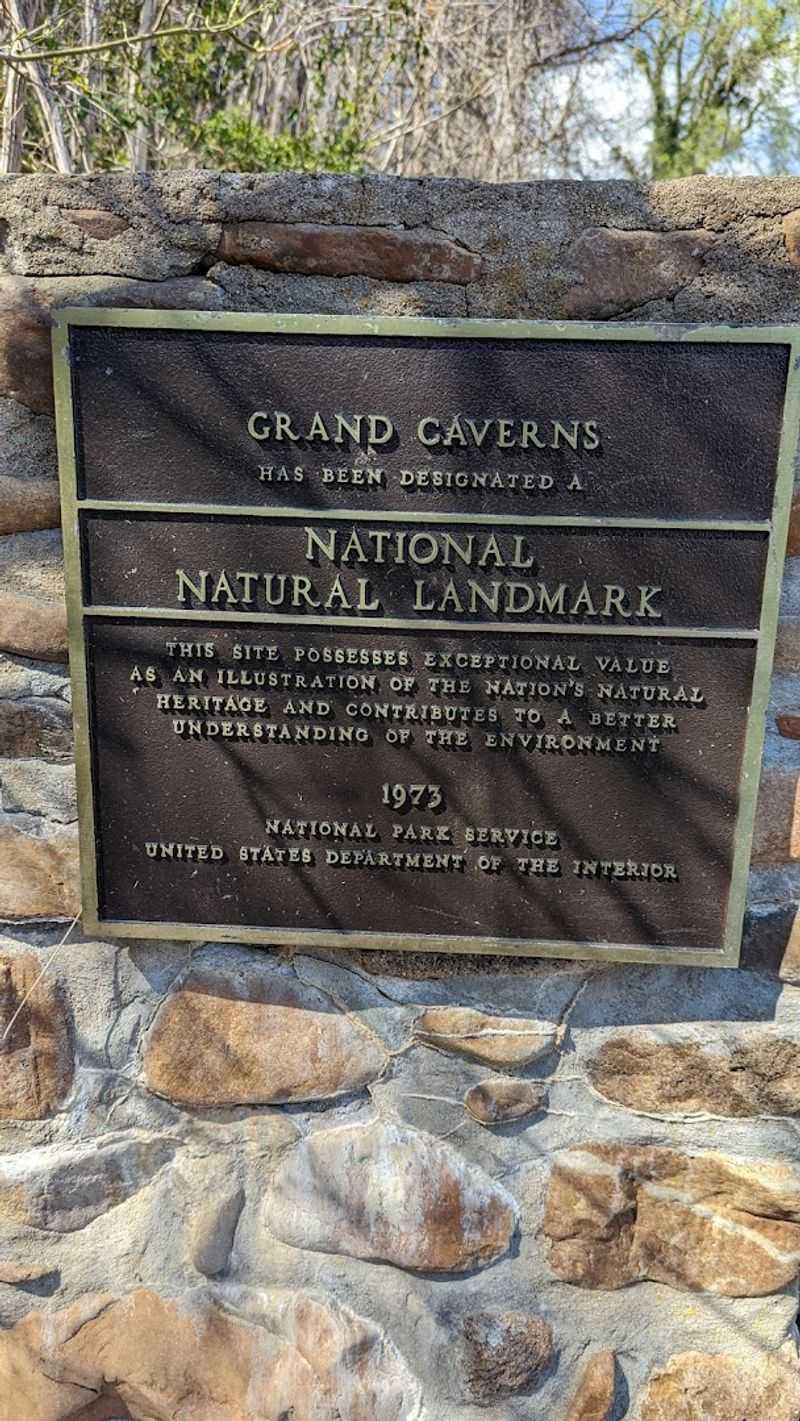 GRAND CAVERNS
HAS BEEN DESIGNATED A
NATIONAL
NATURAL LANDMARK
THIS SITE POSSESSES EXCEPTIONAL VALUE
AS AN ILLUSTRATION OF THE NATION'S NATURAL
HERITAGE AND CONTRIBUTES TO A BETTER
UNDERSTANDING OF THE ENVIRONMENT
1973
NATIONAL PARK SERVICE
UNITED STATES DEPARTMENT OF THE INTERIOR